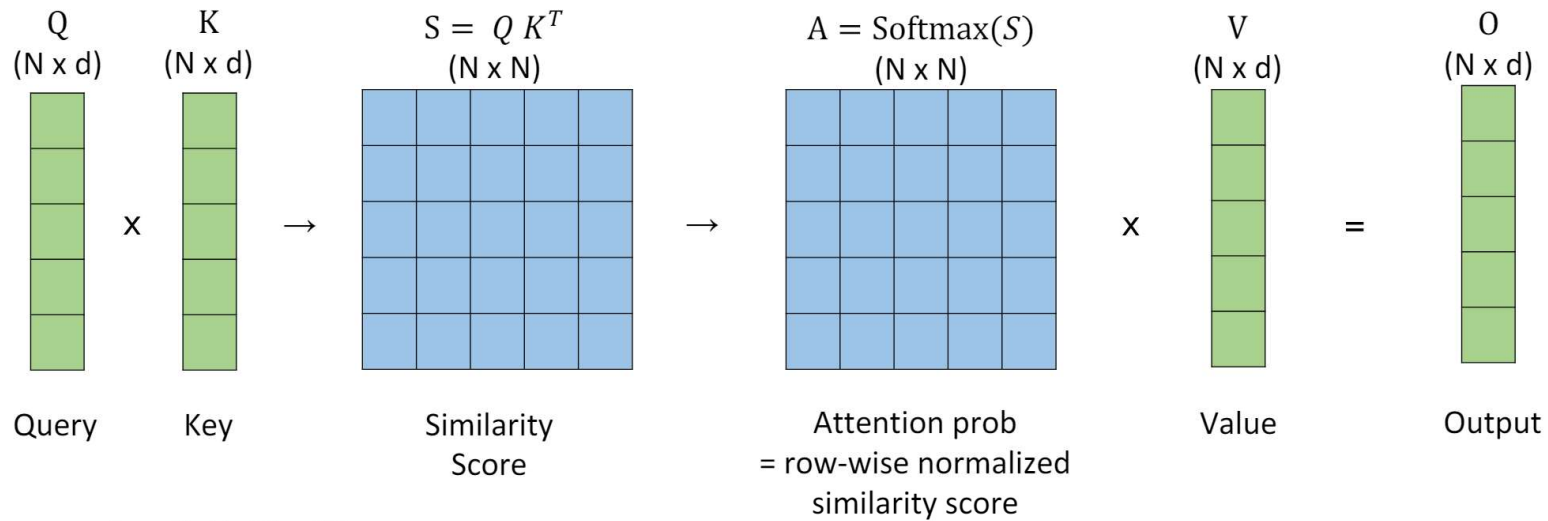 Q
(N x d)
K
(N x d)
S = Q K^T
(N x N)
A = Softmax(S)
(N x N)
V
(N x d)
O
(N x d)
x
→
→
x
=
Query
Key
Similarity
Score
Attention prob
= row-wise normalized
similarity score
Value
Output